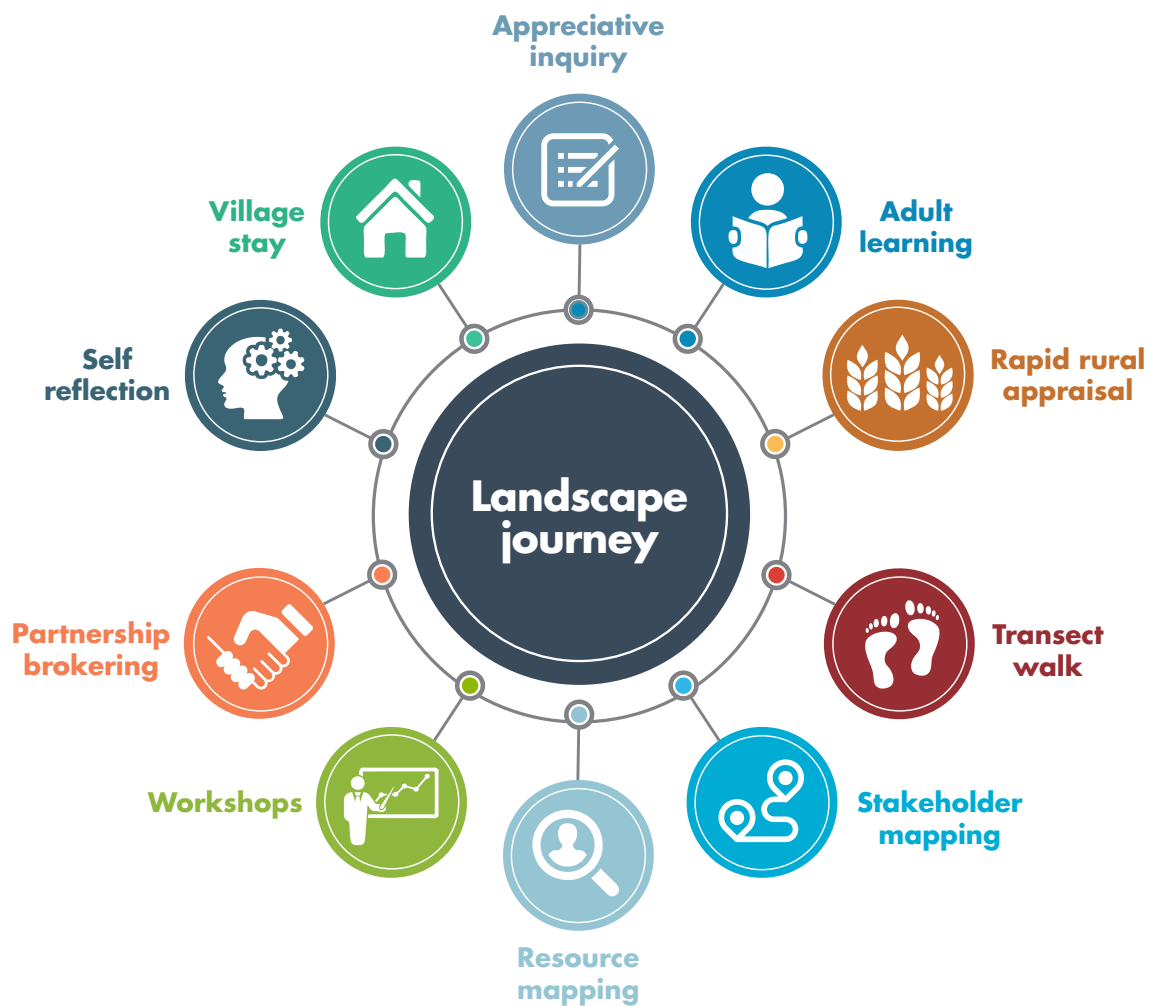 Appreciative
inquiry
Adult
learning
Rapid rural
appraisal
Transect
walk
Stakeholder
mapping
Resource
mapping
Workshops
Partnership
brokering
Self
reflection
Village
stay
Landscape
journey